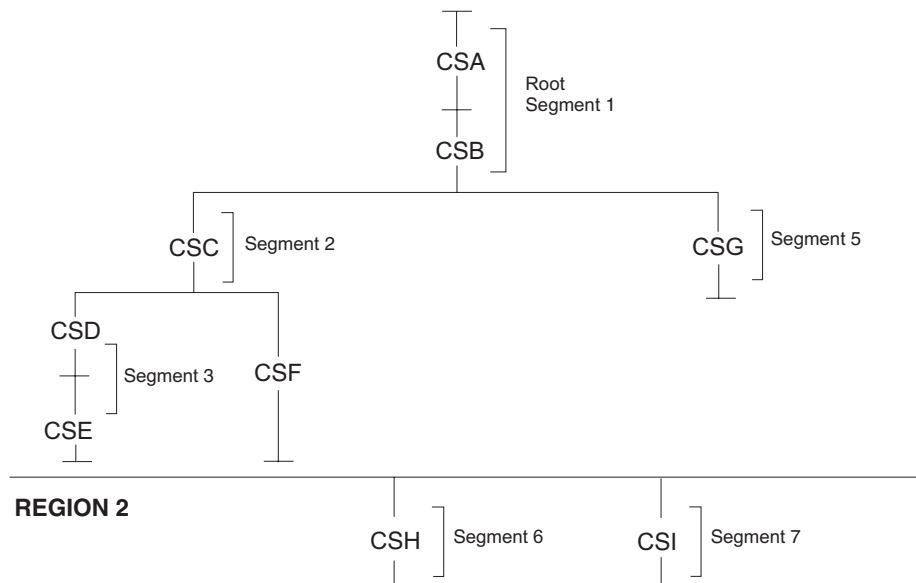 CSA
Root
Segment 1
CSB
CSC
Segment 2
CSG
Segment 5
CSD
Segment 3
CSF
CSE
REGION 2
CSH
Segment 6
CSI
Segment 7